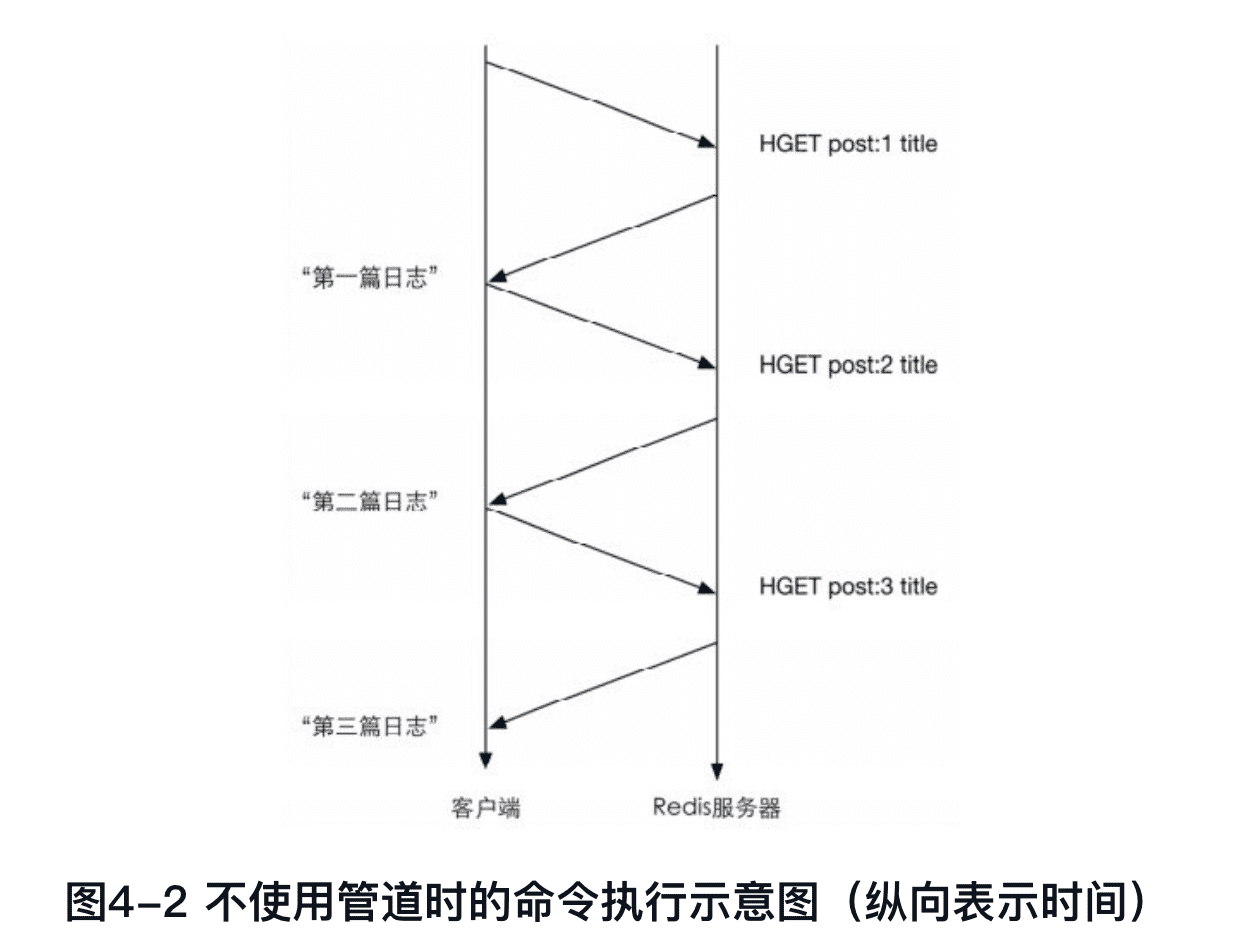 HGET post:1 title
“第一篇日志”
HGET post:2 title
“第二篇日志”
HGET post:3 title
“第三篇日志”
客户端
Redis服务器
图4-2 不使用管道时的命令执行示意图（纵向表示时间）